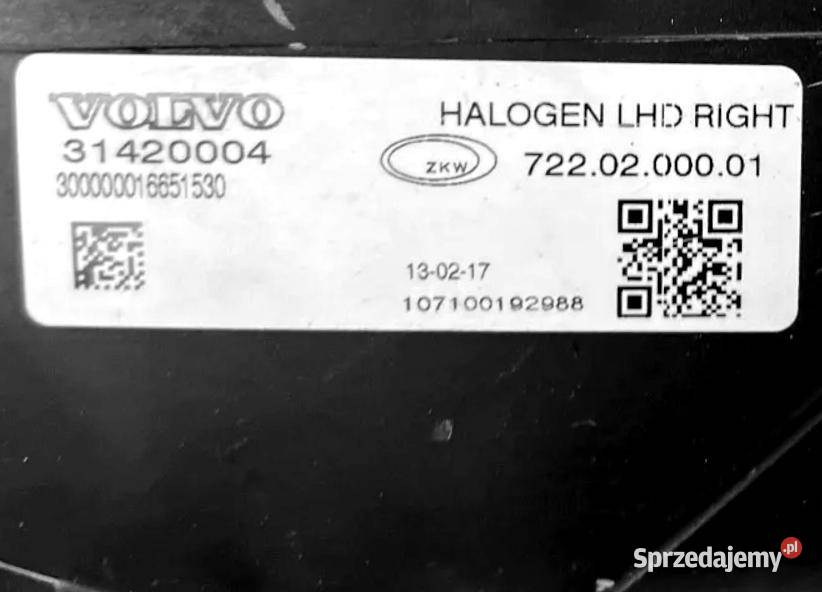 VOLVO
31420004
300000016651530
HALOGEN LHD RIGHT
ZKW
722.02.000.01
13-02-17
107100192988
Sprzedajemy.pl